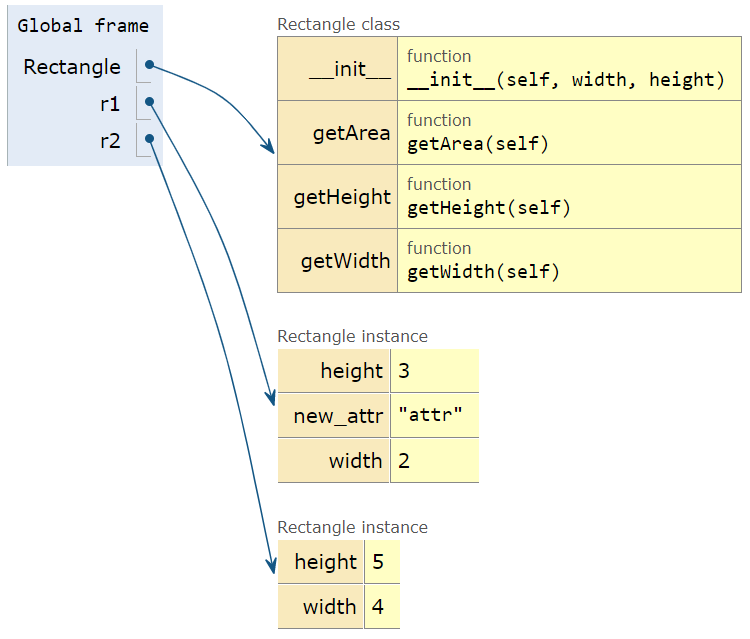 Global frame
Rectangle
r1
r2
Rectangle class
__init__
function
__init__(self, width, height)
getArea
function
getArea(self)
getHeight
function
getHeight(self)
getWidth
function
getWidth(self)
Rectangle instance
height 3
new_attr "attr"
width 2
Rectangle instance
height 5
width 4